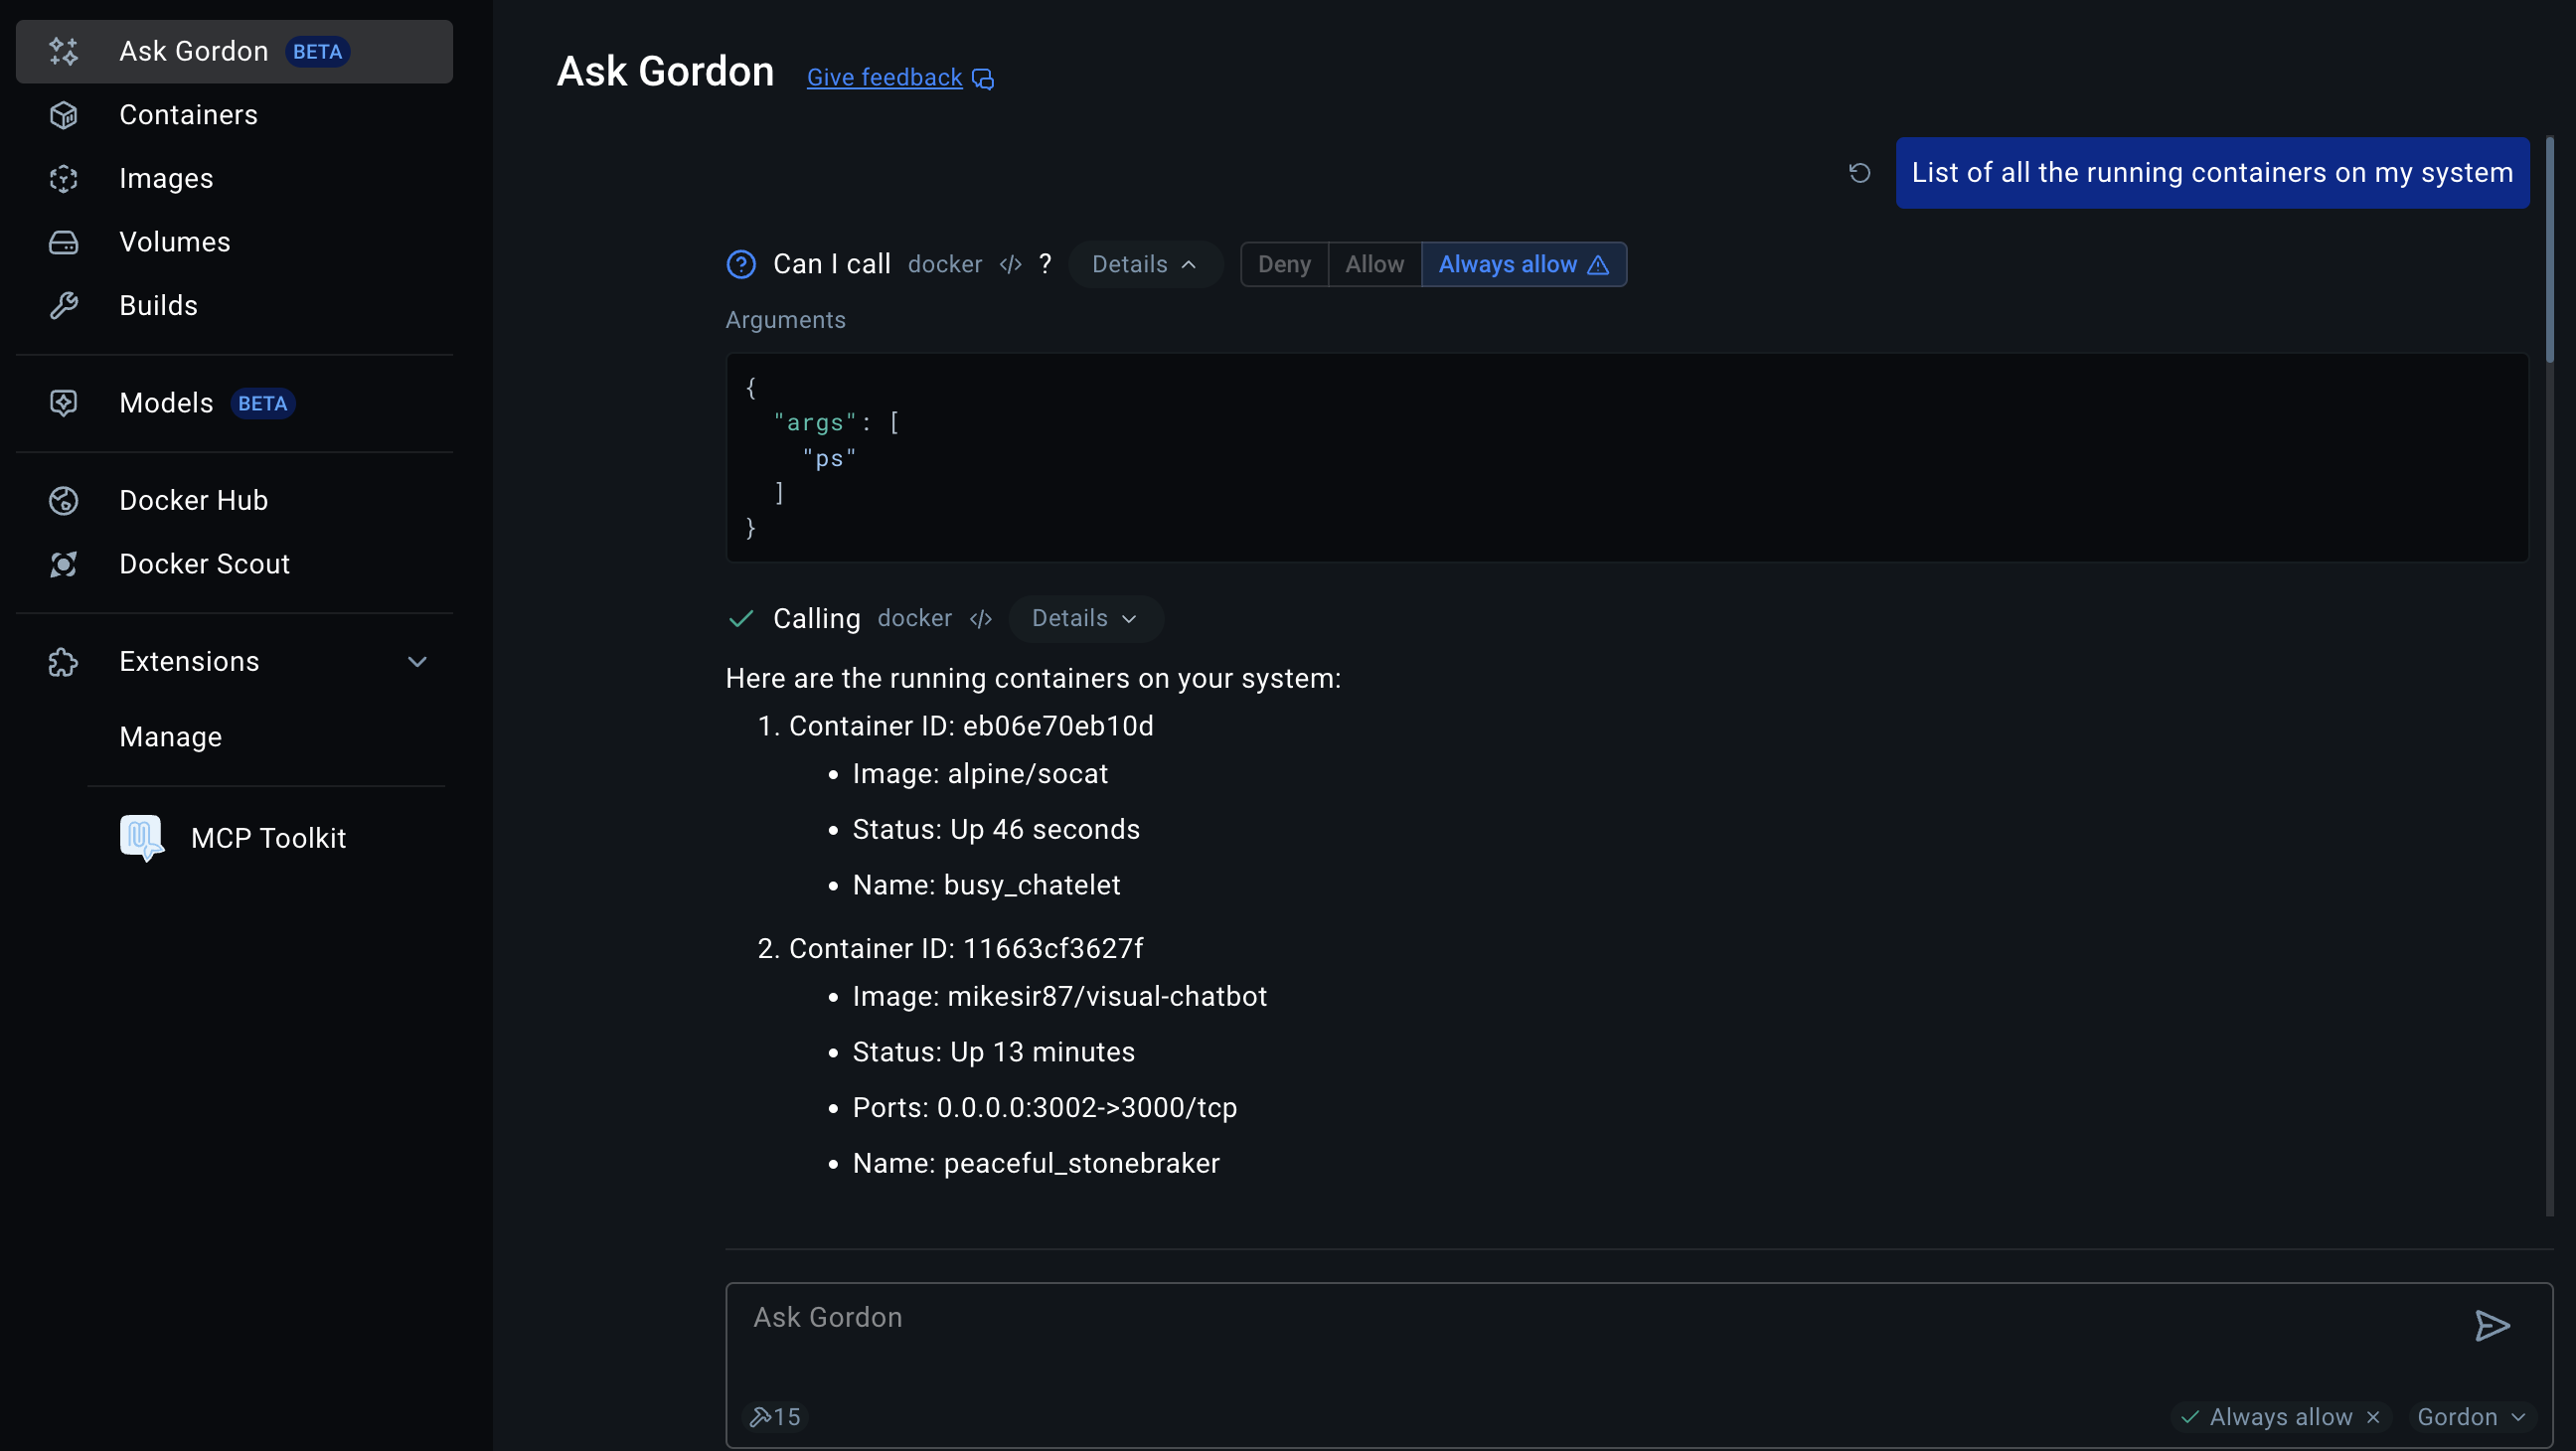 Ask Gordon BETA
Containers
Images
Volumes
Builds
Models BETA
Docker Hub
Docker Scout
Extensions
Manage
MCP Toolkit
Ask Gordon Give feedback
List of all the running containers on my system
Can I call docker </> ? Details Deny Allow Always allow
Arguments
{
"args": [
"ps"
]
}
Calling docker </> Details
Here are the running containers on your system:
1. Container ID: eb06e70eb10d
• Image: alpine/socat
• Status: Up 46 seconds
• Name: busy_chatelet
2. Container ID: 11663cf3627f
• Image: mikesir87/visual-chatbot
• Status: Up 13 minutes
• Ports: 0.0.0.0:3002->3000/tcp
• Name: peaceful_stonebraker
Ask Gordon
15 Always allow Gordon